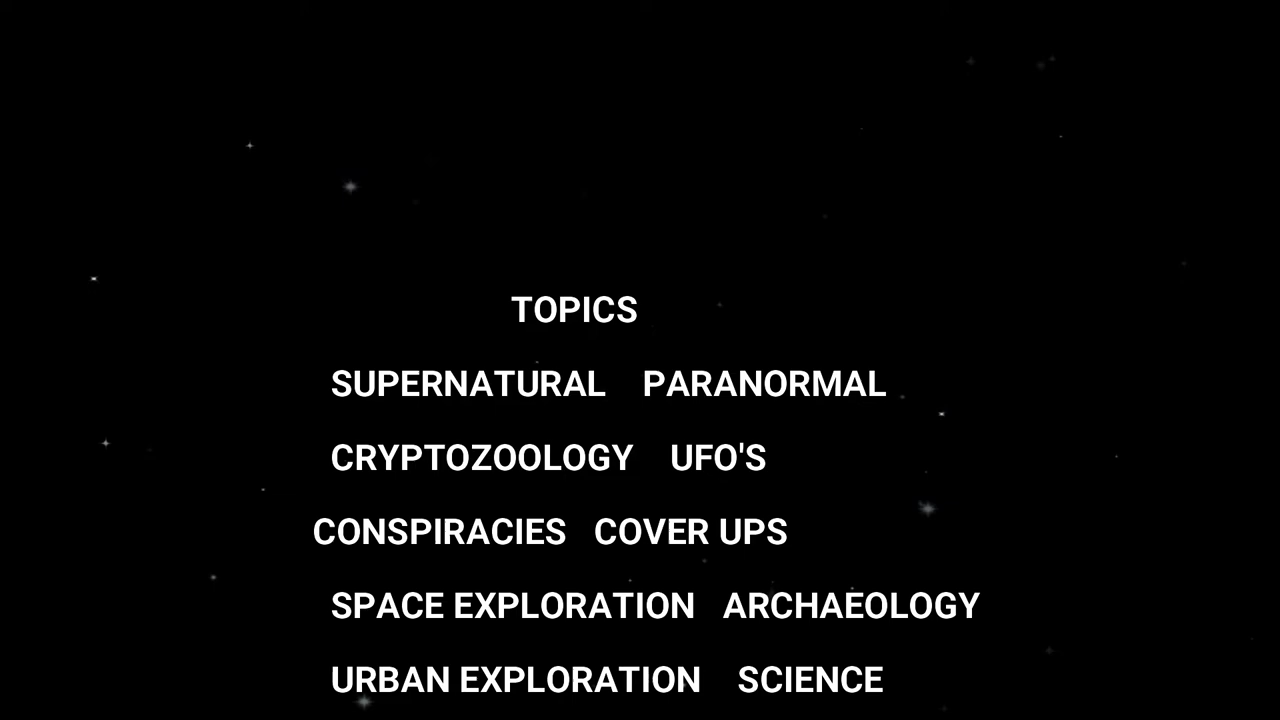 TOPICS
SUPERNATURAL PARANORMAL
CRYPTOZOOLOGY UFO'S
CONSPIRACIES COVER UPS
SPACE EXPLORATION ARCHAEOLOGY
URBAN EXPLORATION SCIENCE